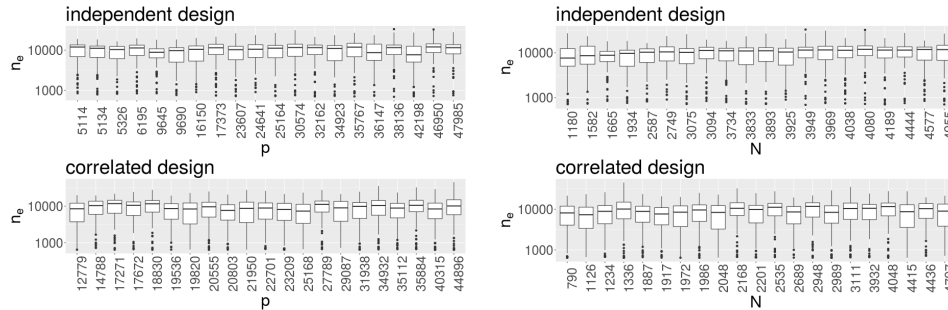 independent design
n_e
10000
1000
5114 5134 5326 6195 9645 9690 16150 17373 23607 24641 25164 30574 32162 34923 35767 36147 38136 42198 46950 47985
p
independent design
n_e
10000
1000
1180 1582 1665 1934 2587 2749 3075 3094 3734 3833 3893 3925 3949 3969 4038 4080 4189 4444 4577
N
correlated design
n_e
10000
1000
12779 14788 17271 17672 18830 19536 19820 20555 20803 21950 22701 23209 25168 27789 29087 31938 34932 35112 35884 40315 44896
p
correlated design
n_e
10000
1000
790 1126 1234 1336 1887 1917 1972 1986 2048 2168 2201 2535 2689 2948 2989 3111 3932 4048 4415 4436
N